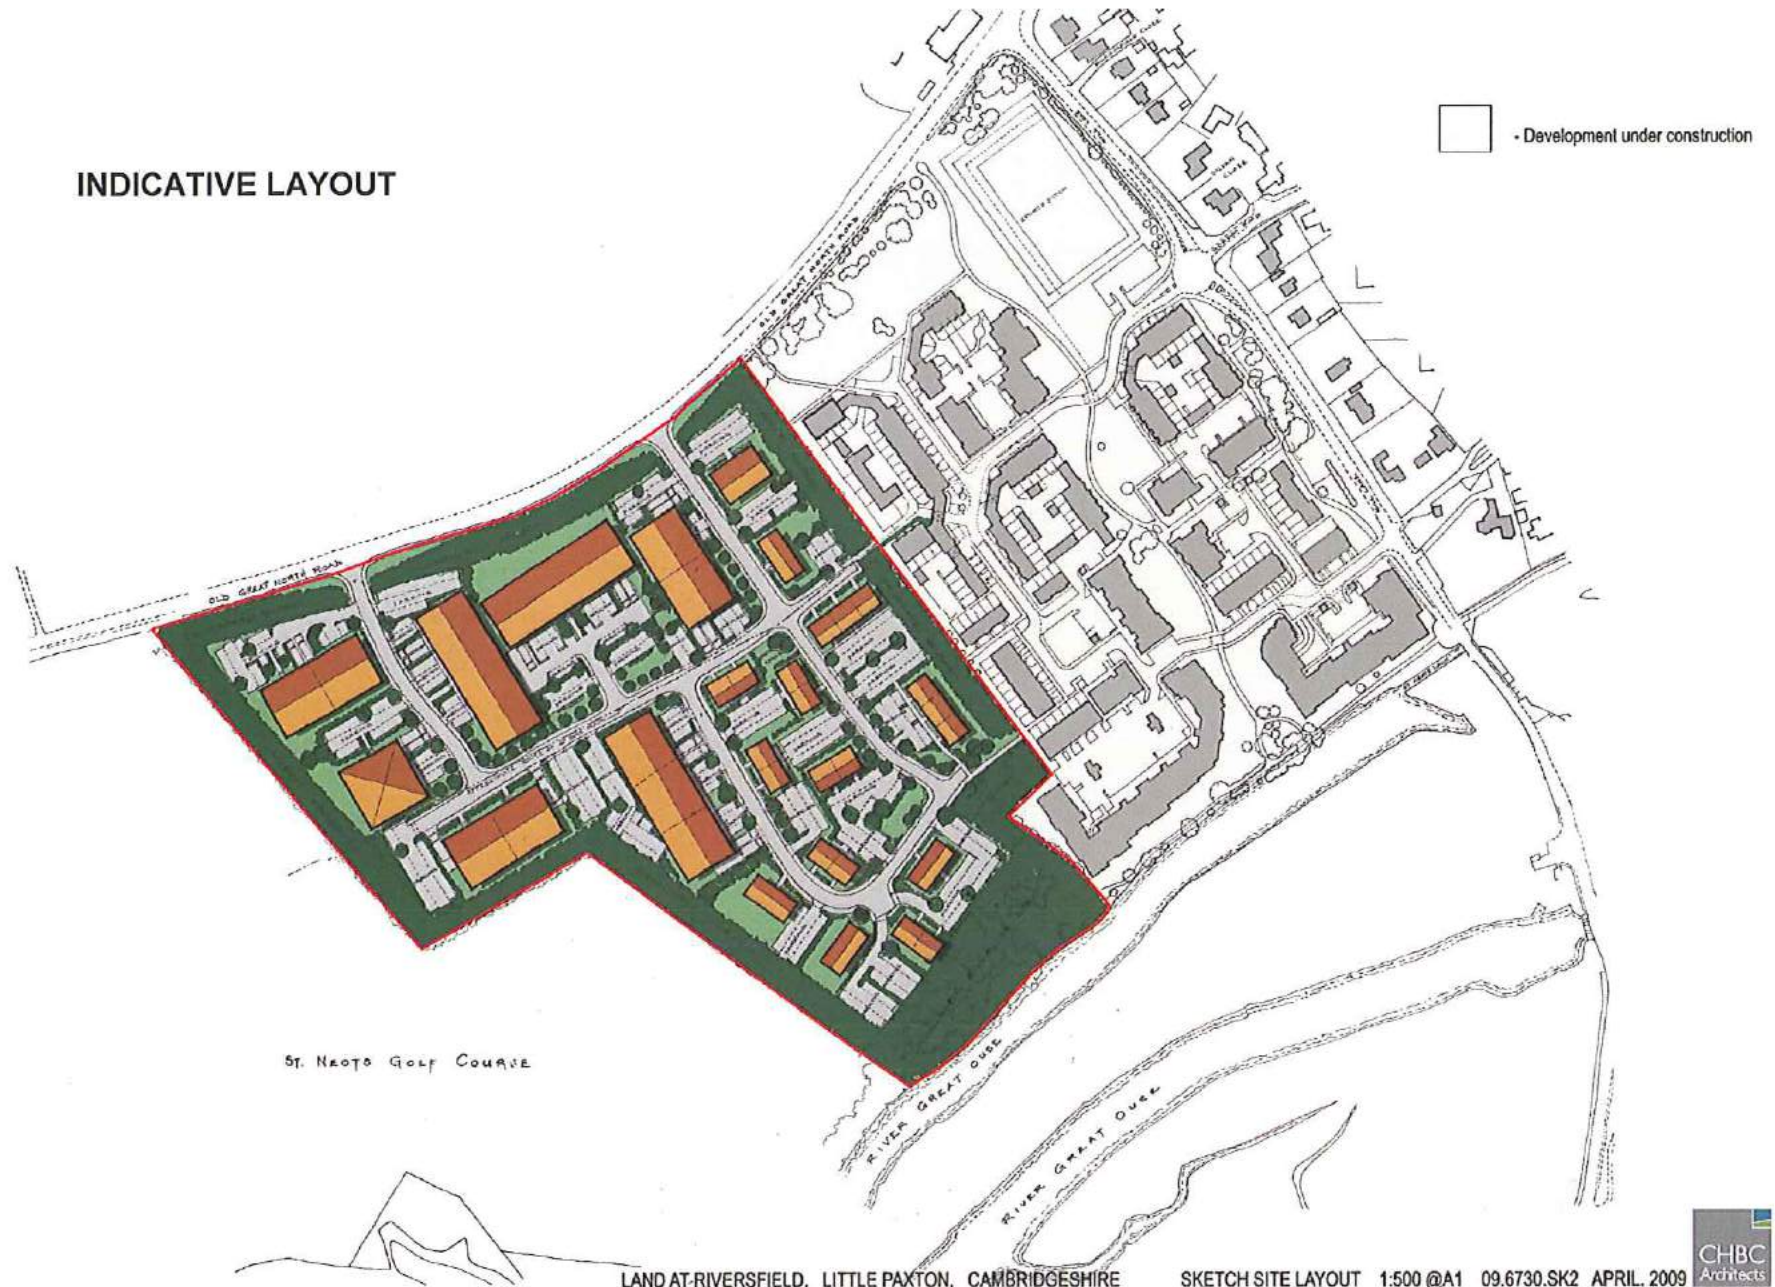 INDICATIVE LAYOUT
- Development under construction
OLD GREAT NORTH ROAD
OLD GREAT NORTH ROAD
ST. NEOTS GOLF COURSE
RIVER GREAT OUSE
RIVER GREAT OUSE
LAND AT RIVERSFIELD, LITTLE PAXTON, CAMBRIDGESHIRE
SKETCH SITE LAYOUT 1:500 @A1 09.6730.SK2 APRIL. 2009
CHBC
Architects